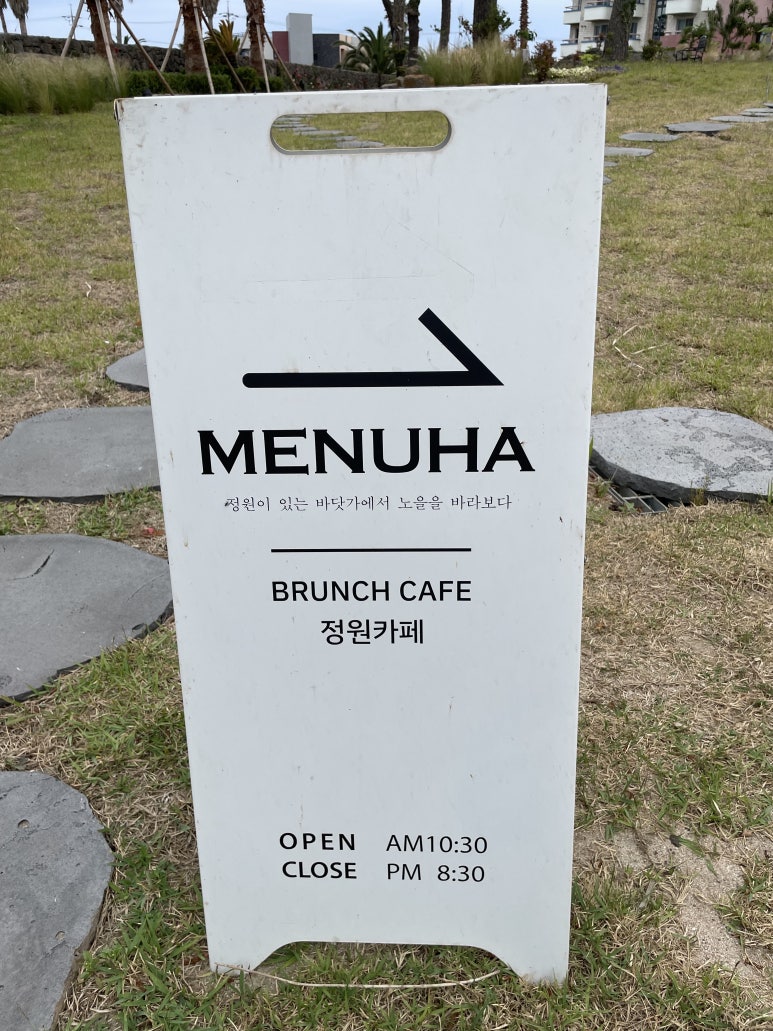 MENUHA
정원이 있는 바닷가에서 노을을 바라보다
BRUNCH CAFE
정원카페
OPEN AM10:30
CLOSE PM 8:30